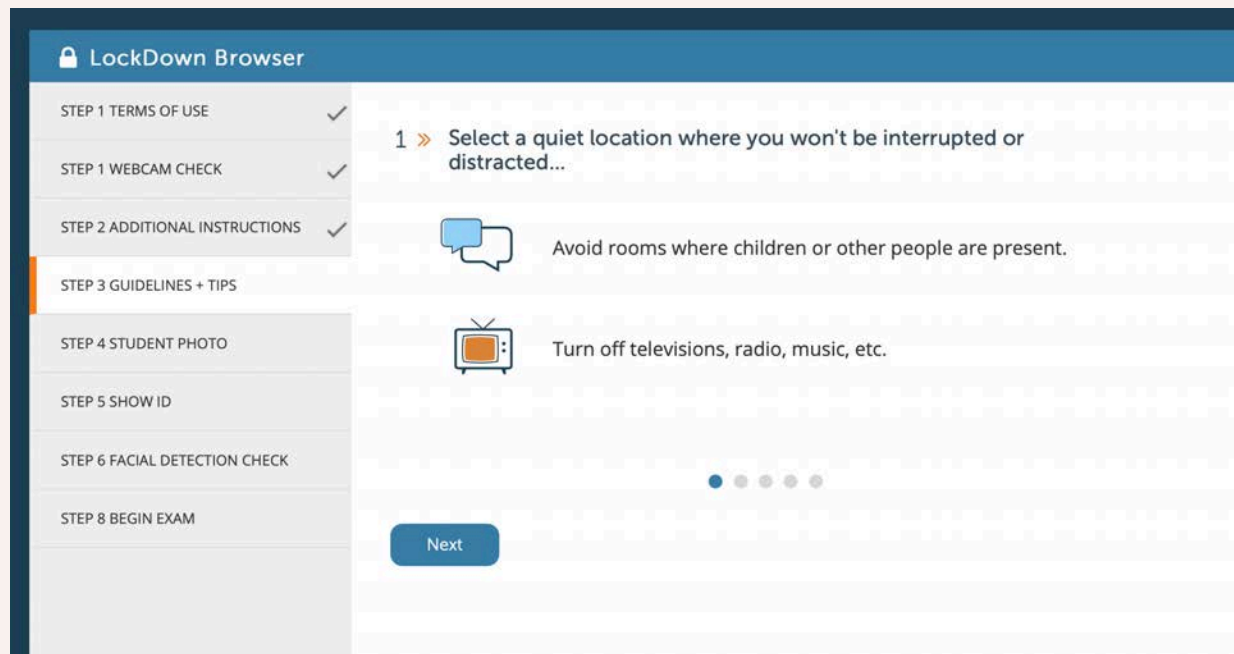 LockDown Browser
STEP 1 TERMS OF USE
STEP 1 WEBCAM CHECK
STEP 2 ADDITIONAL INSTRUCTIONS
STEP 3 GUIDELINES + TIPS
STEP 4 STUDENT PHOTO
STEP 5 SHOW ID
STEP 6 FACIAL DETECTION CHECK
STEP 8 BEGIN EXAM
1 » Select a quiet location where you won't be interrupted or
distracted...
Avoid rooms where children or other people are present.
Turn off televisions, radio, music, etc.
Next